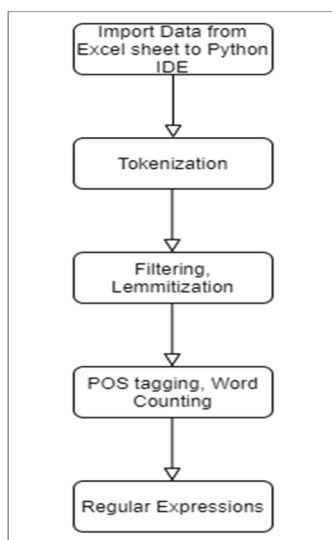 Import Data from
Excel sheet to Python
IDE
Tokenization
Filtering,
Lemmitization
POS tagging, Word
Counting
Regular Expressions